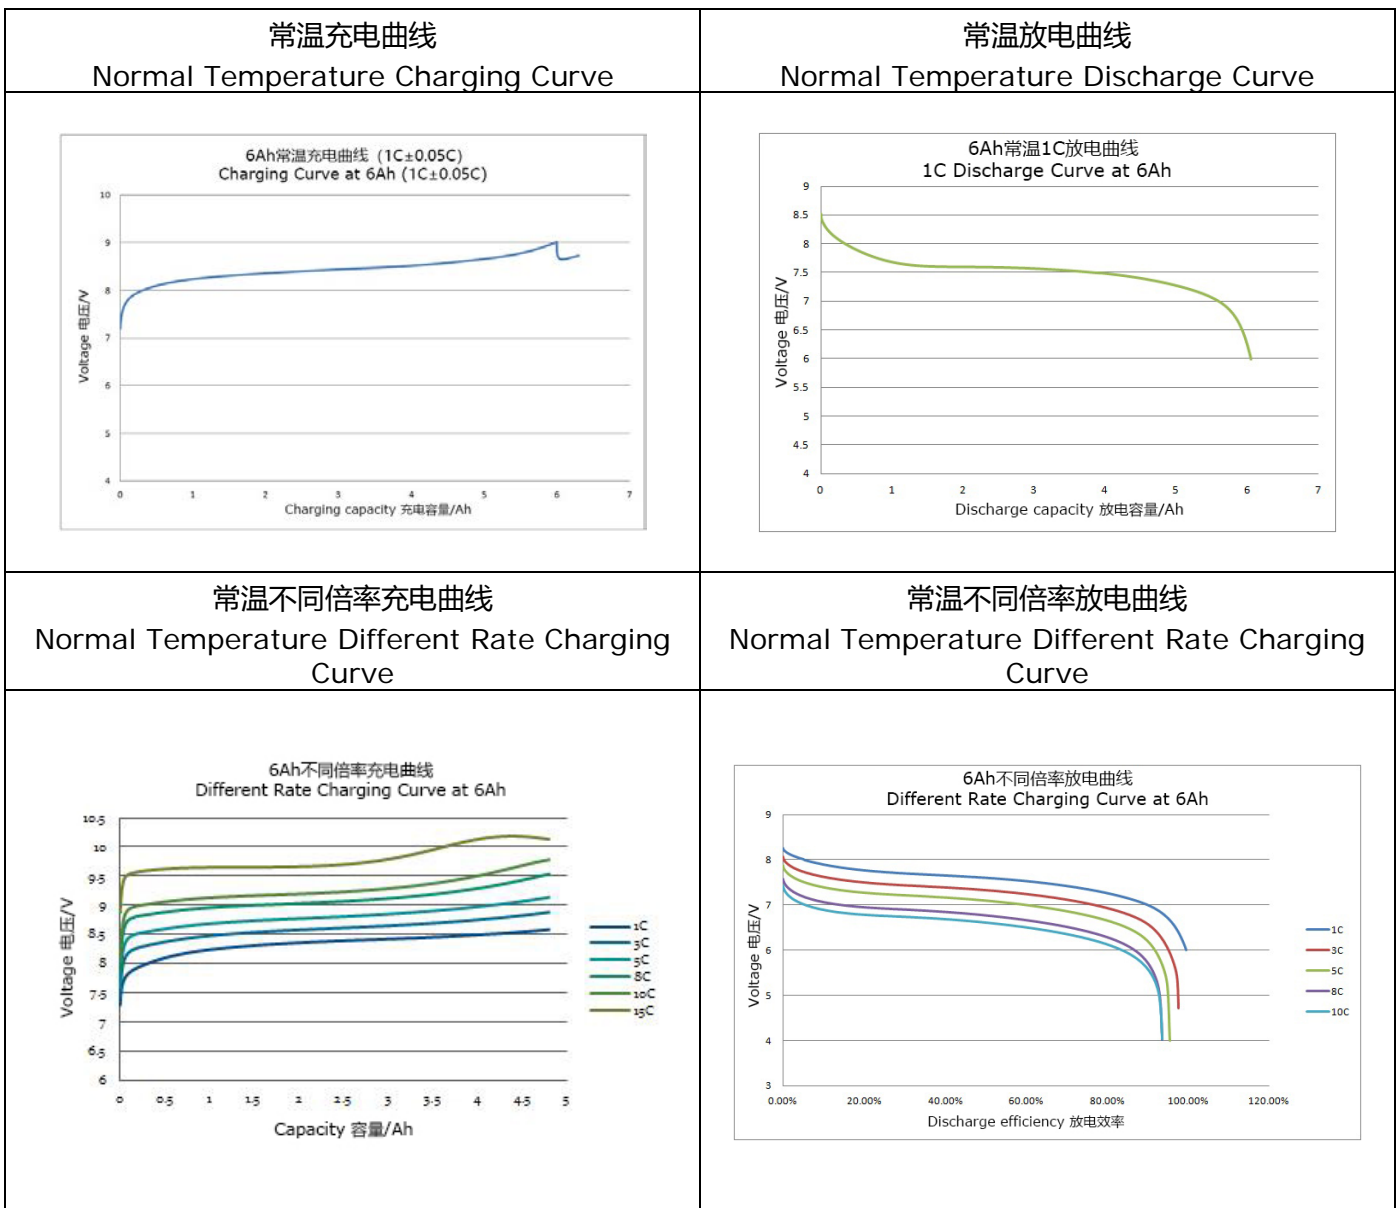 常温充电曲线
Normal Temperature Charging Curve
常温放电曲线
Normal Temperature Discharge Curve
6Ah常温充电曲线 (1C±0.05C)
Charging Curve at 6Ah (1C±0.05C)
10
9
8
7
6
5
4
Voltage 电压/V
0 1 2 3 4 5 6 7
Charging capacity 充电容量/Ah
6Ah常温1C放电曲线
1C Discharge Curve at 6Ah
9
8.5
8
7.5
7
6.5
6
5.5
5
4.5
4
Voltage 电压/V
0 1 2 3 4 5 6 7
Discharge capacity 放电容量/Ah
常温不同倍率充电曲线
Normal Temperature Different Rate Charging
Curve
常温不同倍率放电曲线
Normal Temperature Different Rate Charging
Curve
6Ah不同倍率充电曲线
Different Rate Charging Curve at 6Ah
10.5
10
9.5
9
8.5
8
7.5
7
6.5
6
Voltage 电压/V
0 0.5 1 1.5 2 2.5 3 3.5 4 4.5 5
Capacity 容量/Ah
1C
3C
5C
8C
10C
15C
6Ah不同倍率放电曲线
Different Rate Charging Curve at 6Ah
9
8
7
6
5
4
3
Voltage 电压/V
0.00% 20.00% 40.00% 60.00% 80.00% 100.00% 120.00%
Discharge efficiency 放电效率
1C
3C
5C
8C
10C